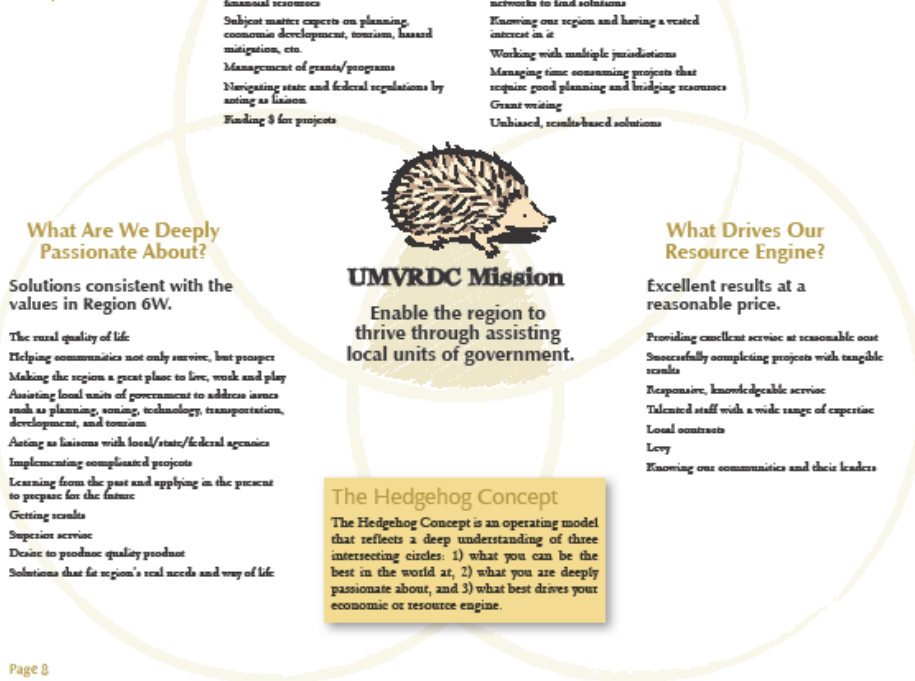 financial resources
Subject matter experts on planning,
economic development, tourism, hazard
mitigation, etc.
Management of grants/programs
Navigating state and federal regulations by
acting as liaison
Finding $ for projects
networks to find solutions
Knowing our region and having a vested
interest in it
Working with multiple jurisdictions
Managing time consuming projects that
require good planning and bridging resources
Grant writing
Unbiased, results-based solutions
What Are We Deeply
Passionate About?
Solutions consistent with the
values in Region 6W.
The rural quality of life
Helping communities not only survive, but prosper
Making the region a great place to live, work and play
Assisting local units of government to address issues
such as planning, zoning, technology, transportation,
development, and tourism
Acting as liaisons with local/state/federal agencies
Implementing complicated projects
Learning from the past and applying in the present
to prepare for the future
Getting results
Superior service
Desire to produce quality product
Solutions that fit region's real needs and way of life
UMVRDC Mission
Enable the region to
thrive through assisting
local units of government.
What Drives Our
Resource Engine?
Excellent results at a
reasonable price.
Providing excellent service at reasonable cost
Successfully completing projects with tangible
results
Responsive, knowledgeable service
Talented staff with a wide range of expertise
Local contracts
Levy
Knowing our communities and their leaders
The Hedgehog Concept
The Hedgehog Concept is an operating model
that reflects a deep understanding of three
intersecting circles: 1) what you can be the
best in the world at, 2) what you are deeply
passionate about, and 3) what best drives your
economic or resource engine.
Page 8